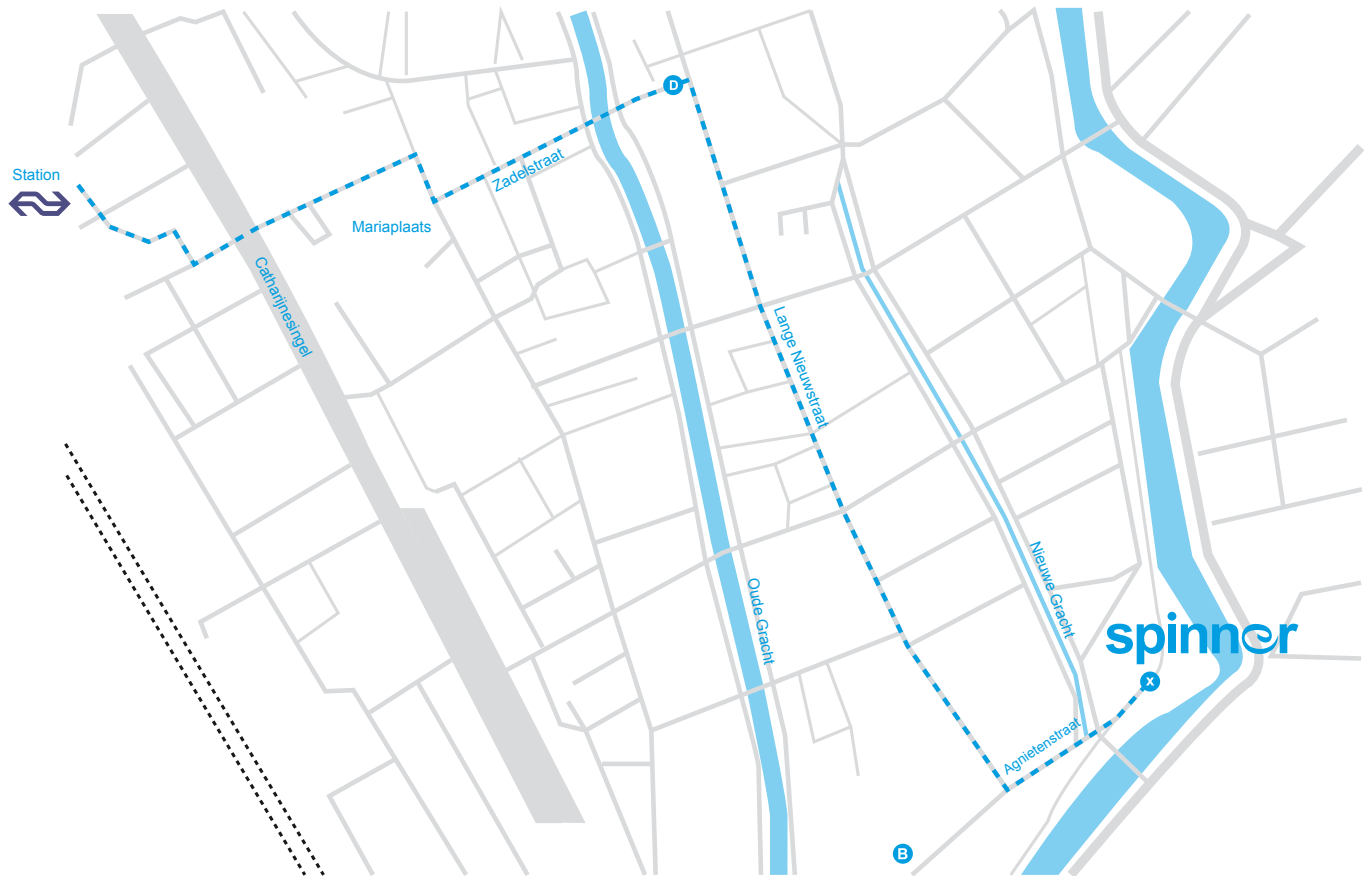 D
Station
Zadelstraat
Mariaplaats
Catharijnesingel
Lange Nieuwstraat
Nieuwe Gracht
Oude Gracht
spinner
x
Agnietenstraat
B